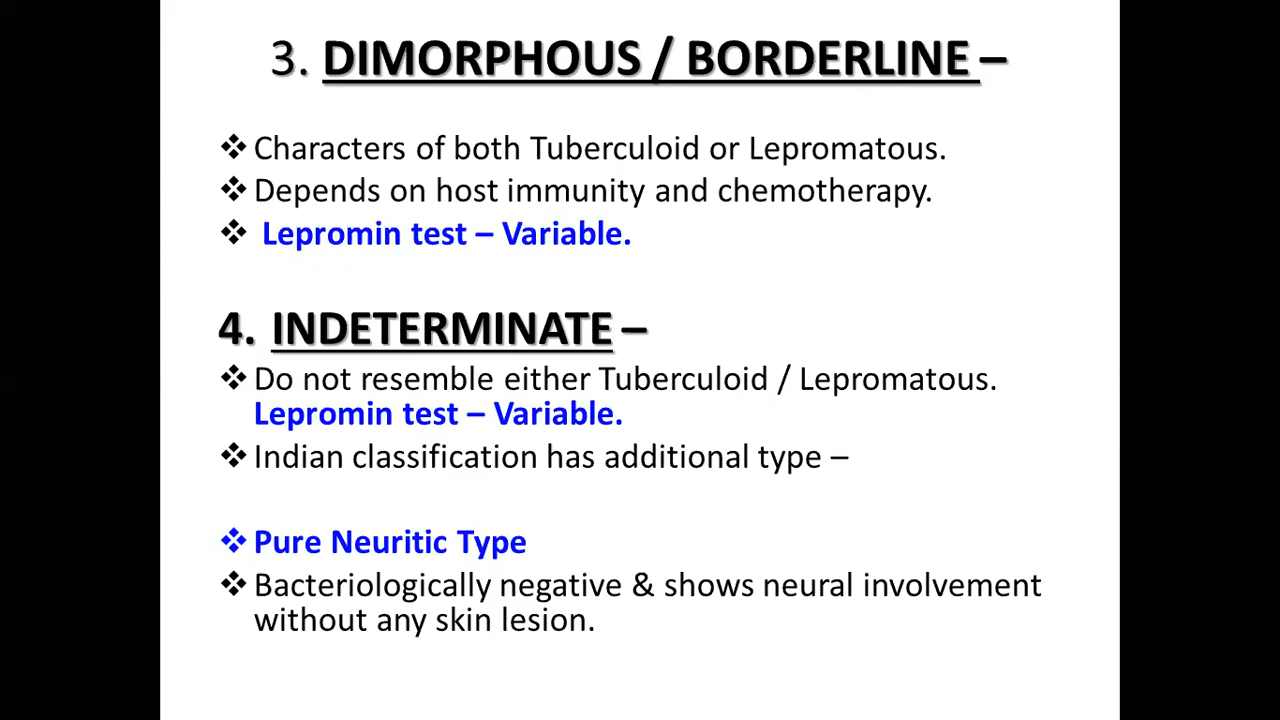 3. DIMORPHOUS / BORDERLINE –
❖ Characters of both Tuberculoid or Lepromatous.
❖ Depends on host immunity and chemotherapy.
❖ Lepromin test – Variable.
4. INDETERMINATE –
❖ Do not resemble either Tuberculoid / Lepromatous.
Lepromin test – Variable.
❖ Indian classification has additional type –
❖ Pure Neuritic Type
❖ Bacteriologically negative & shows neural involvement
without any skin lesion.